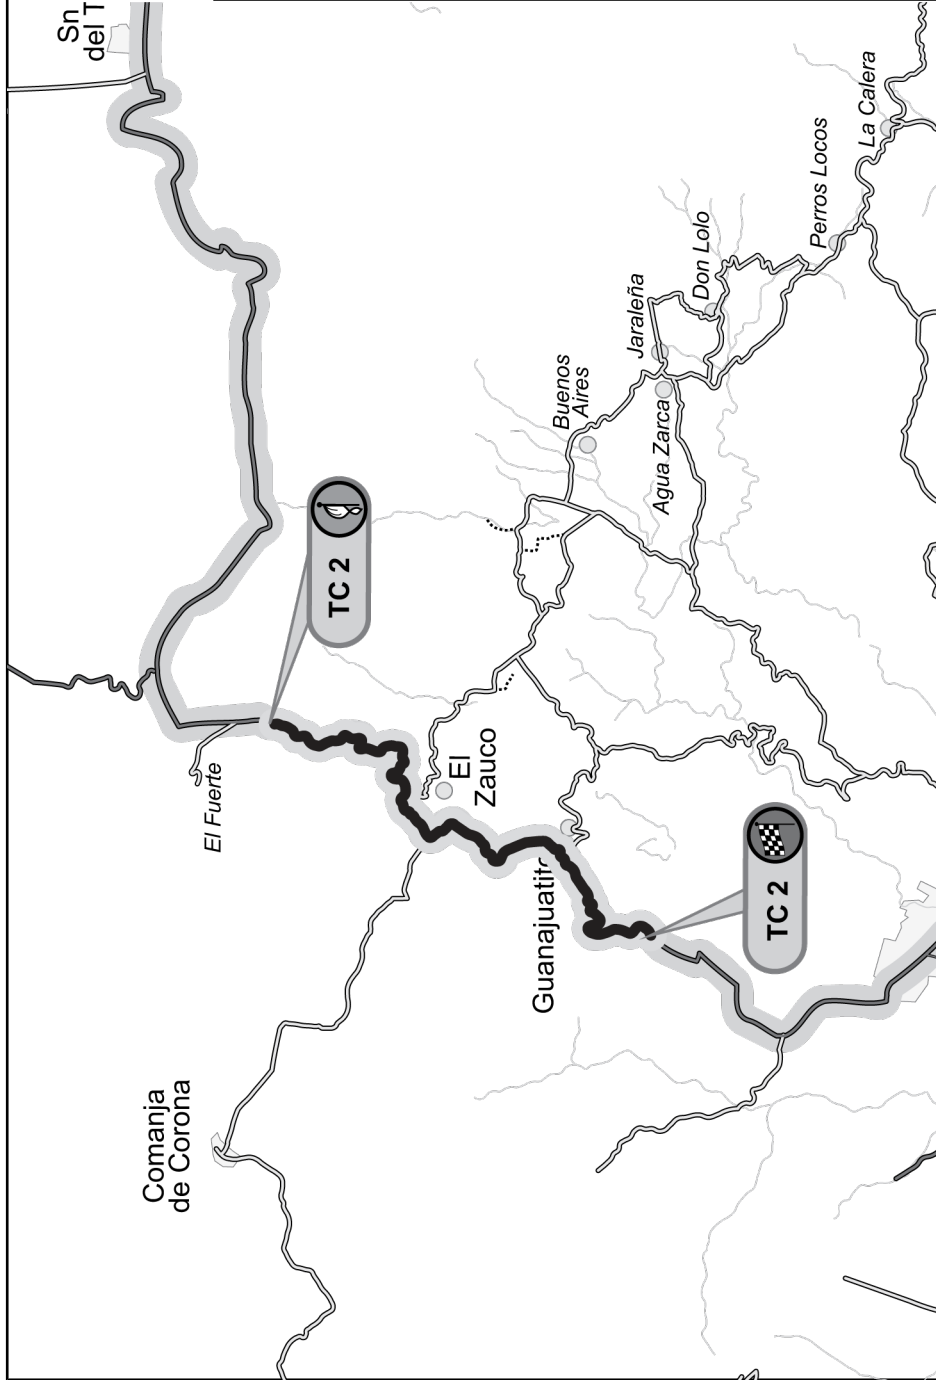 Sn
del T
La Calera
Perros Locos
Don Lolo
Jaraleña
Buenos
Aires
Agua Zarca
TC 2
El
Zauco
El Fuerte
Guanajuatit
TC 2
Comanja
de Corona